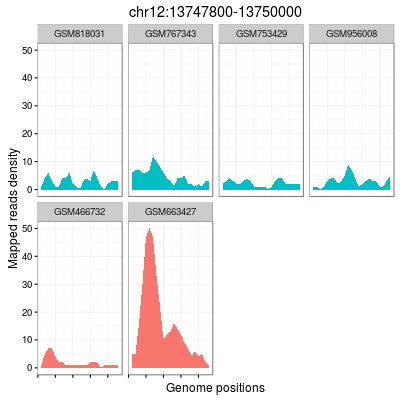 chr12:13747800-13750000
GSM818031 GSM767343 GSM753429 GSM956008
50
40
30
20
10
0
Mapped reads density
GSM466732 GSM663427
50
40
30
20
10
0
Genome positions